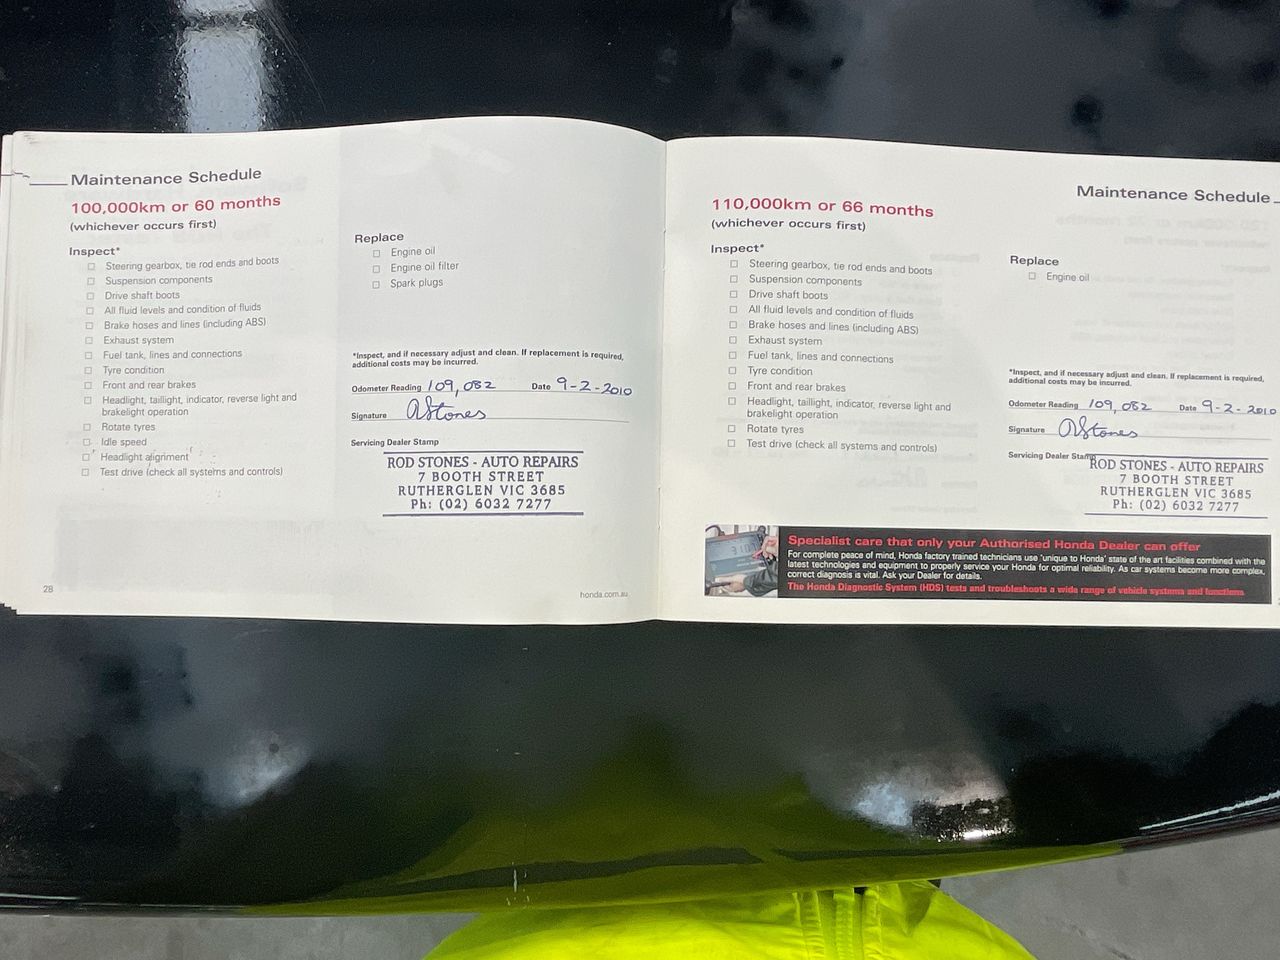 Maintenance Schedule
100,000km or 60 months
(whichever occurs first)
Inspect*
Steering gearbox, tie rod ends and boots
Suspension components
Drive shaft boots
All fluid levels and condition of fluids
Brake hoses and lines (including ABS)
Exhaust system
Fuel tank, lines and connections
Tyre condition
Front and rear brakes
Headlight, taillight, indicator, reverse light and
brakelight operation
Rotate tyres
Idle speed
Headlight alignment
Test drive (check all systems and controls)
28
Replace
Engine oil
Engine oil filter
Spark plugs
*Inspect, and if necessary adjust and clean. If replacement is required,
additional costs may be incurred.
Odometer Reading 109,082 Date 9-2-2010
Signature RStones
Servicing Dealer Stamp
ROD STONES - AUTO REPAIRS
7 BOOTH STREET
RUTHERGLEN VIC 3685
Ph: (02) 6032 7277
honda.com.au
Maintenance Schedule
110,000km or 66 months
(whichever occurs first)
Inspect*
Steering gearbox, tie rod ends and boots
Suspension components
Drive shaft boots
All fluid levels and condition of fluids
Brake hoses and lines (including ABS)
Exhaust system
Fuel tank, lines and connections
Tyre condition
Front and rear brakes
Headlight, taillight, indicator, reverse light and
brakelight operation
Rotate tyres
Test drive (check all systems and controls)
Replace
Engine oil
*Inspect, and if necessary adjust and clean. If replacement is required,
additional costs may be incurred.
Odometer Reading 109,082 Date 9-2-2010
Signature RStones
Servicing Dealer Stamp
ROD STONES - AUTO REPAIRS
7 BOOTH STREET
RUTHERGLEN VIC 3685
Ph: (02) 6032 7277
Specialist care that only your Authorised Honda Dealer can offer
For complete peace of mind, Honda factory trained technicians use 'unique to Honda' state of the art facilities combined with the
latest technologies and equipment to properly service your Honda for optimal reliability. As car systems become more complex,
correct diagnosis is vital. Ask your Dealer for details.
The Honda Diagnostic System (HDS) tests and troubleshoots a wide range of vehicle systems and functions